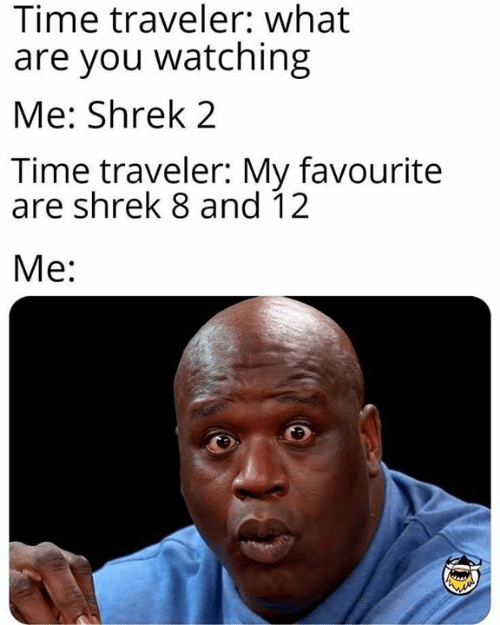 Time traveler: what
are you watching
Me: Shrek 2
Time traveler: My favourite
are shrek 8 and 12
Me: